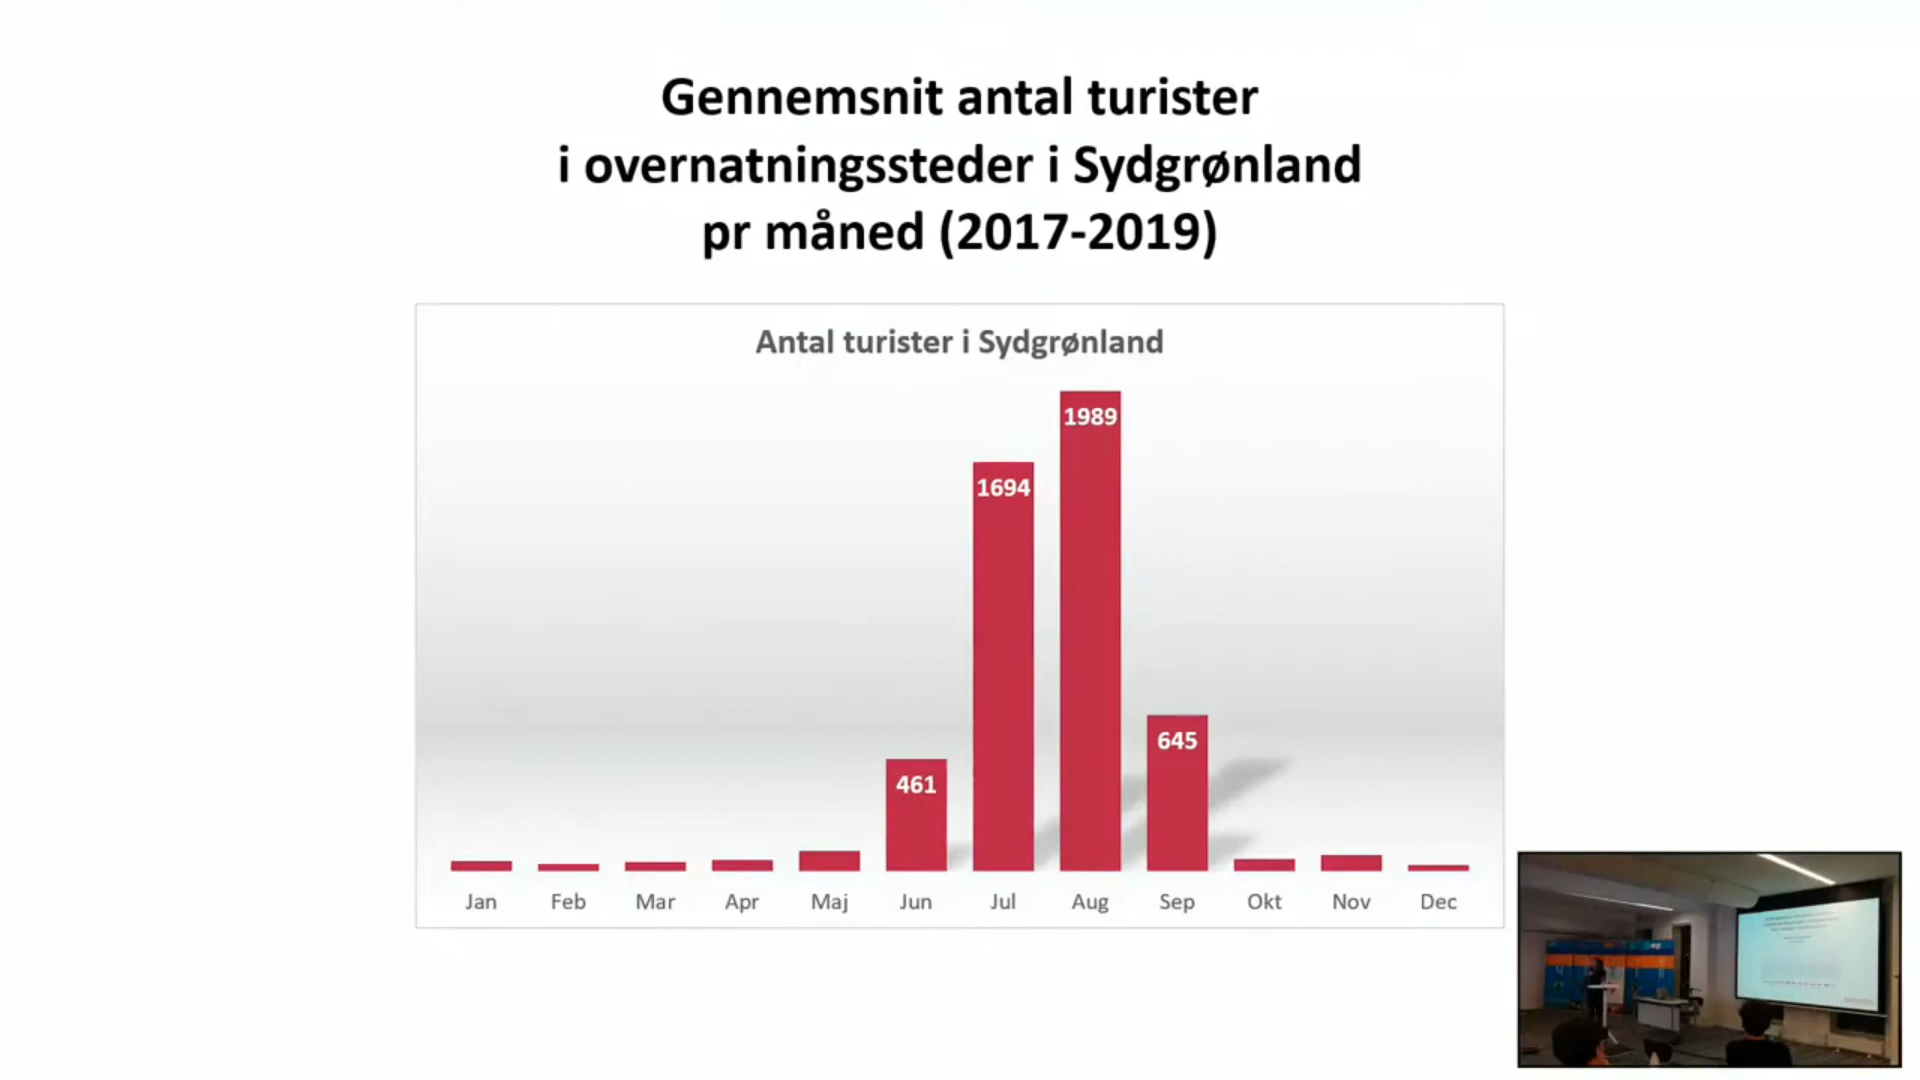 Gennemsnit antal turister
i overnatningssteder i Sydgrønland
pr måned (2017-2019)
Antal turister i Sydgrønland
1989
1694
645
461
Jan Feb Mar Apr Maj Jun Jul Aug Sep Okt Nov Dec